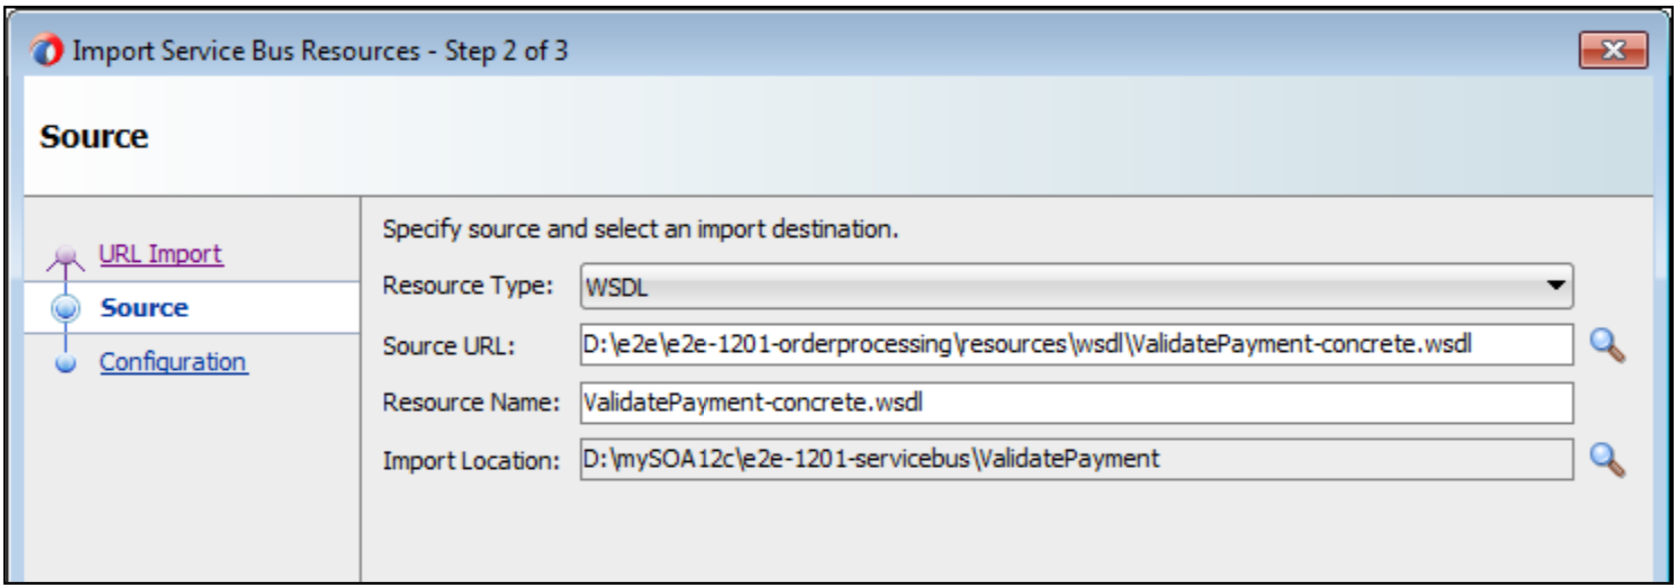 Import Service Bus Resources - Step 2 of 3
Source
URL Import
Source
Configuration
Specify source and select an import destination.
Resource Type: WSDL
Source URL: D:\e2e\e2e-1201-orderprocessing\resources\wsdl\ValidatePayment-concrete.wsdl
Resource Name: ValidatePayment-concrete.wsdl
Import Location: D:\mySOA12c\e2e-1201-servicebus\ValidatePayment